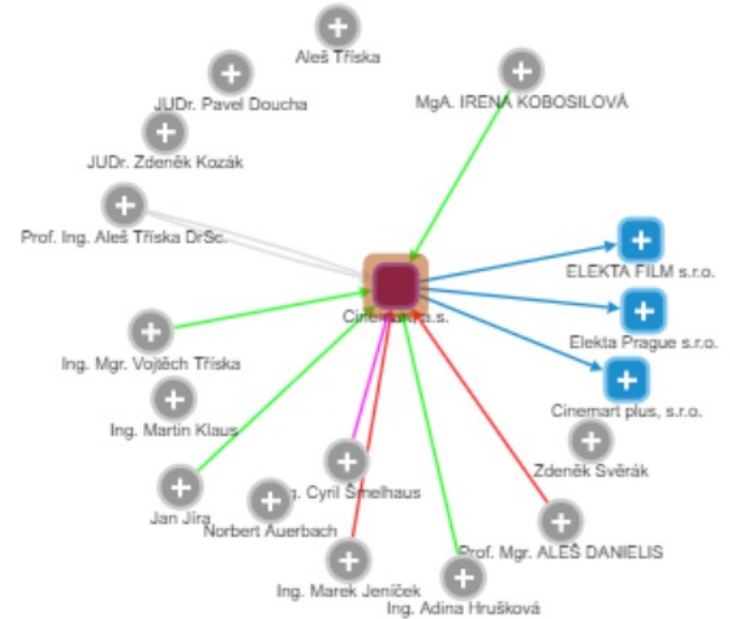 Aleš Tříska
MgA. IRENA KOBOSILOVÁ
JUDr. Pavel Doucha
JUDr. Zdeněk Kozák
Prof. Ing. Aleš Tříska DrSc.
ELEKTA FILM s.r.o.
Cinemart, a.s.
Elekta Prague s.r.o.
Ing. Mgr. Vojtěch Tříska
Cinemart plus, s.r.o.
Ing. Martin Klaus
Zdeněk Svěrák
g. Cyril Šmelhaus
Jan Jíra
Norbert Auerbach
Prof. Mgr. ALEŠ DANIELIS
Ing. Marek Jeníček
Ing. Adina Hrušková